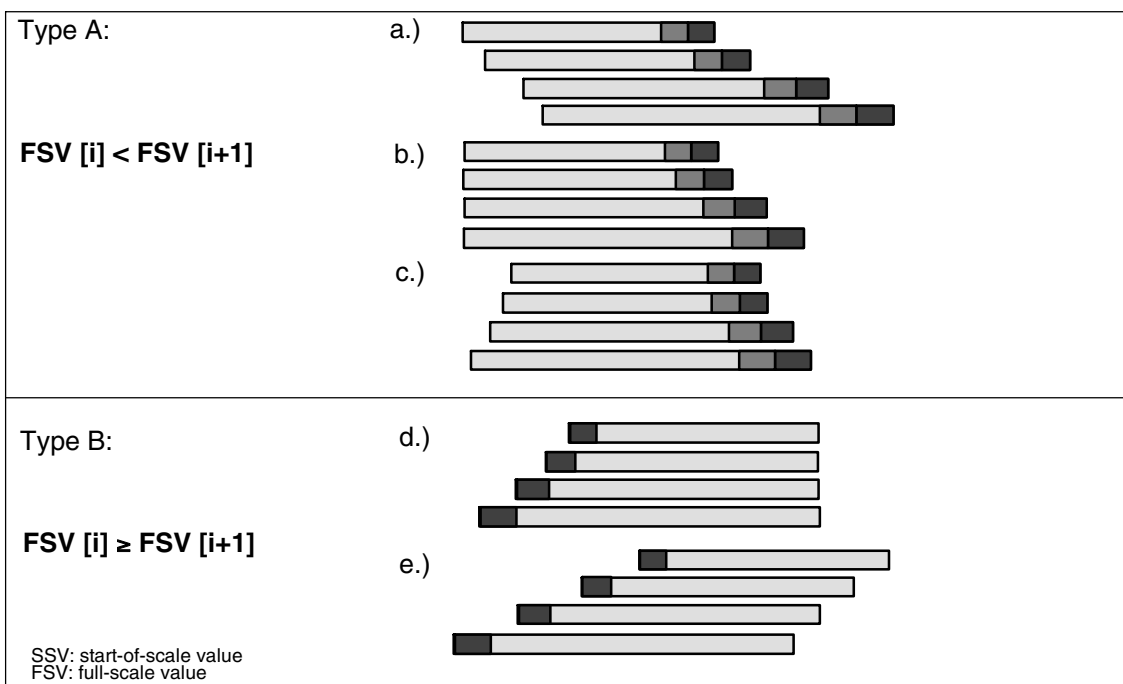 Type A:
a.)
FSV [i] < FSV [i+1]
b.)
c.)
Type B:
d.)
FSV [i] ≥ FSV [i+1]
e.)
SSV: start-of-scale value
FSV: full-scale value